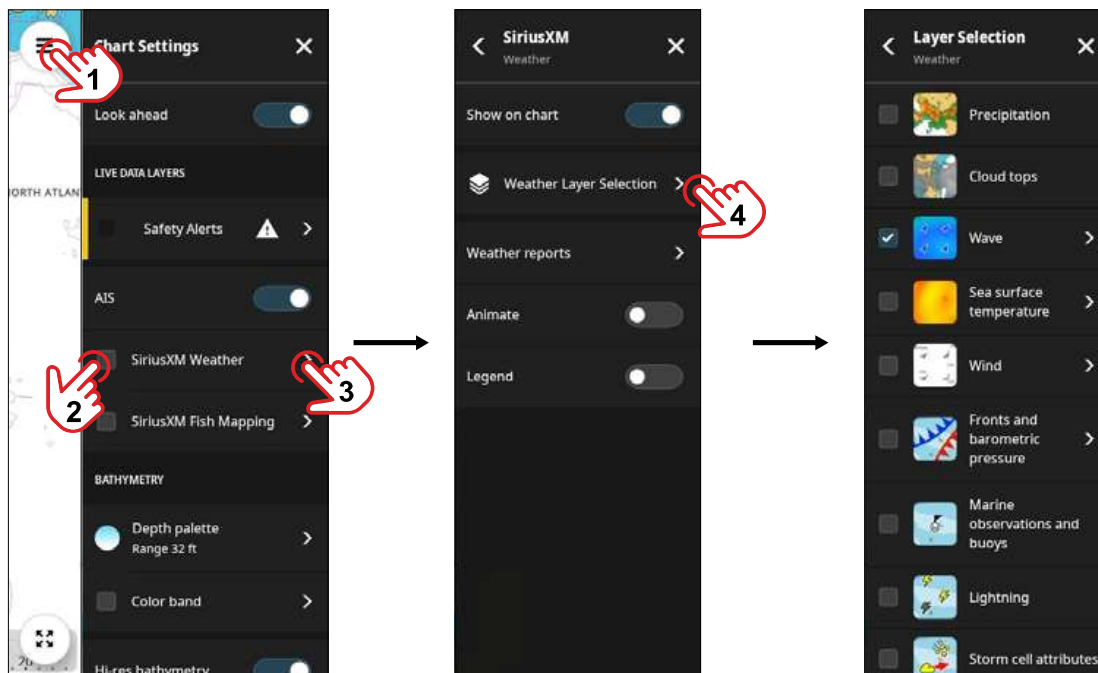 Chart Settings
1
Look ahead
LIVE DATA LAYERS
NORTH ATLAN
Safety Alerts
AIS
SiriusXM Weather
2
3
SiriusXM Fish Mapping
BATHYMETRY
Depth palette
Range 32 ft
Color band
20
Hi-res bathymetry
SiriusXM
Weather
Show on chart
Weather Layer Selection
4
Weather reports
Animate
Legend
Layer Selection
Weather
Precipitation
Cloud tops
Wave
Sea surface
temperature
Wind
Fronts and
barometric
pressure
Marine
observations and
buoys
Lightning
Storm cell attributes